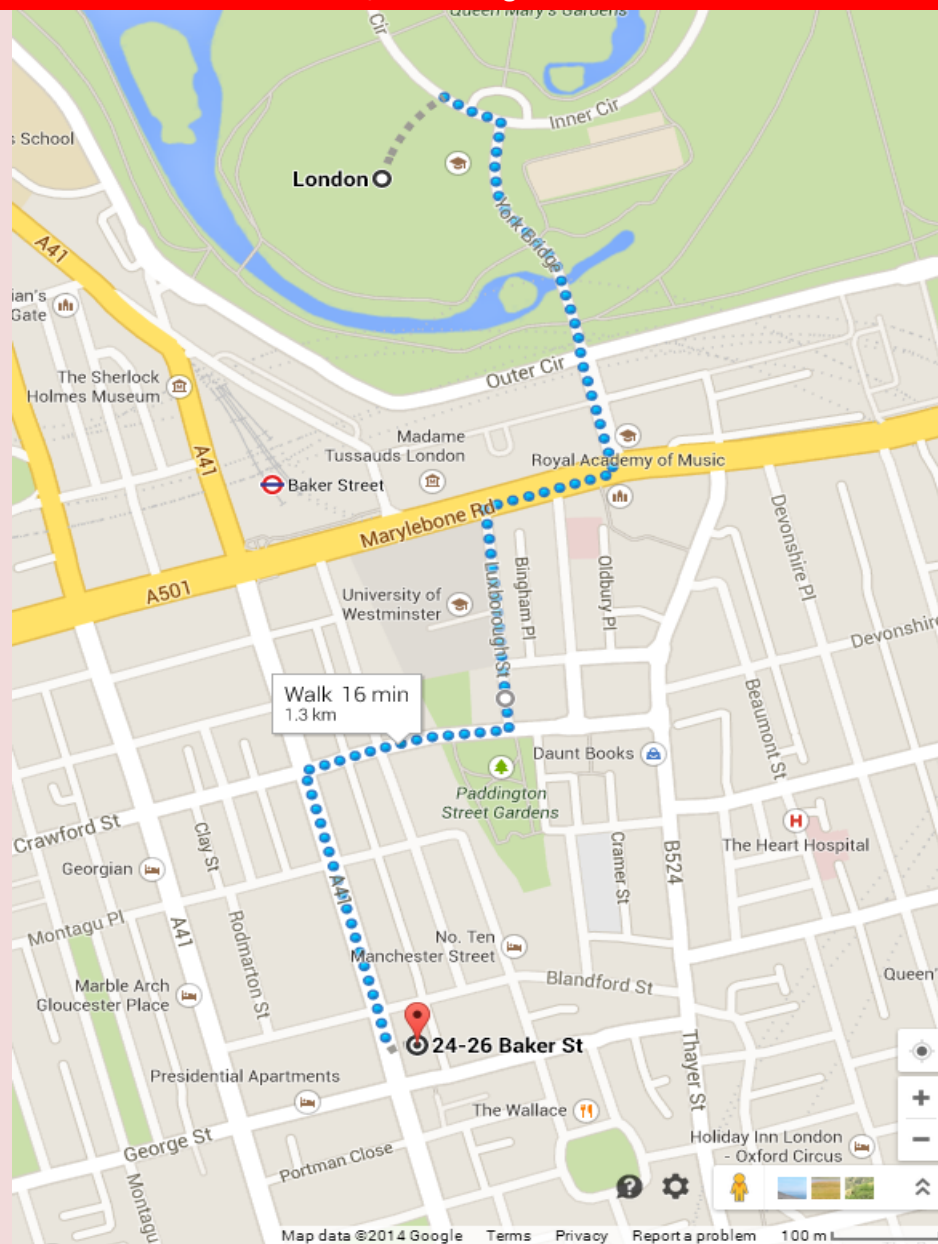 Queen Mary's Gardens
Cir
Inner Cir
s School
London
York Bridge
A41
ian's
Gate
Outer Cir
The Sherlock
Holmes Museum
Madame
Tussauds London
Royal Academy of Music
A41
Baker Street
Marylebone Rd
Devonshire Pl
A501
University of
Westminster
Luxborough St
Bingham Pl
Oldbury Pl
Devonshire
Walk 16 min
1.3 km
Beaumont St
Daunt Books
Paddington
Street Gardens
Crawford St
Clay St
Georgian
Cramer St
B524
H
The Heart Hospital
A41
Montagu Pl
A41
Rodmarton St
No. Ten
Manchester Street
Blandford St
Queen'
Marble Arch
Gloucester Place
24-26 Baker St
Thayer St
Presidential Apartments
The Wallace
George St
Portman Close
Holiday Inn London
- Oxford Circus
Montagu
+
−
?
Map data ©2014 Google Terms Privacy Report a problem 100 m